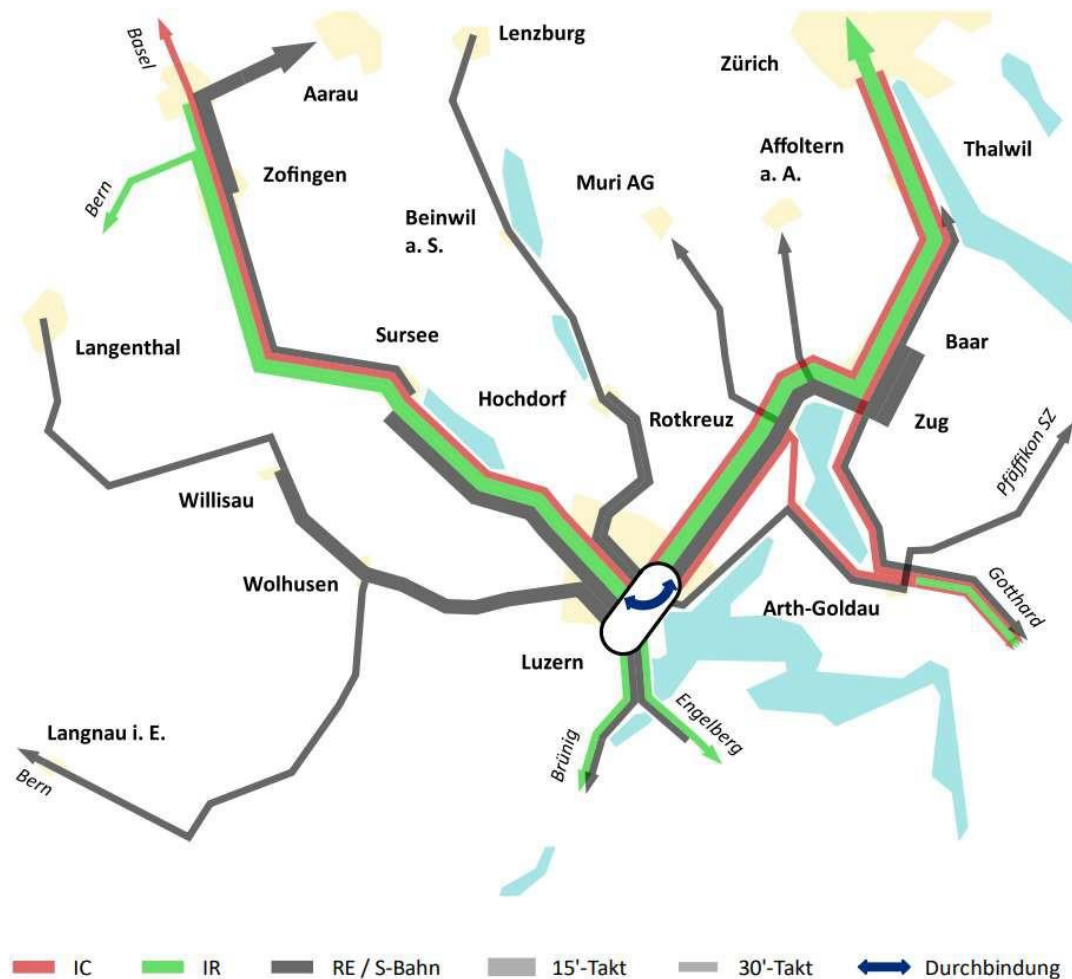 Basel
Lenzburg
Zürich
Aarau
Zofingen
Affoltern
a. A.
Thalwil
Bern
Muri AG
Beinwil
a. S.
Langenthal
Sursee
Baar
Hochdorf
Rotkreuz
Zug
Pfäffikon SZ
Willisau
Wolhusen
Arth-Goldau
Gotthard
Luzern
Langnau i. E.
Bern
Brünig
Engelberg
IC
IR
RE / S-Bahn
15'-Takt
30'-Takt
Durchbindung